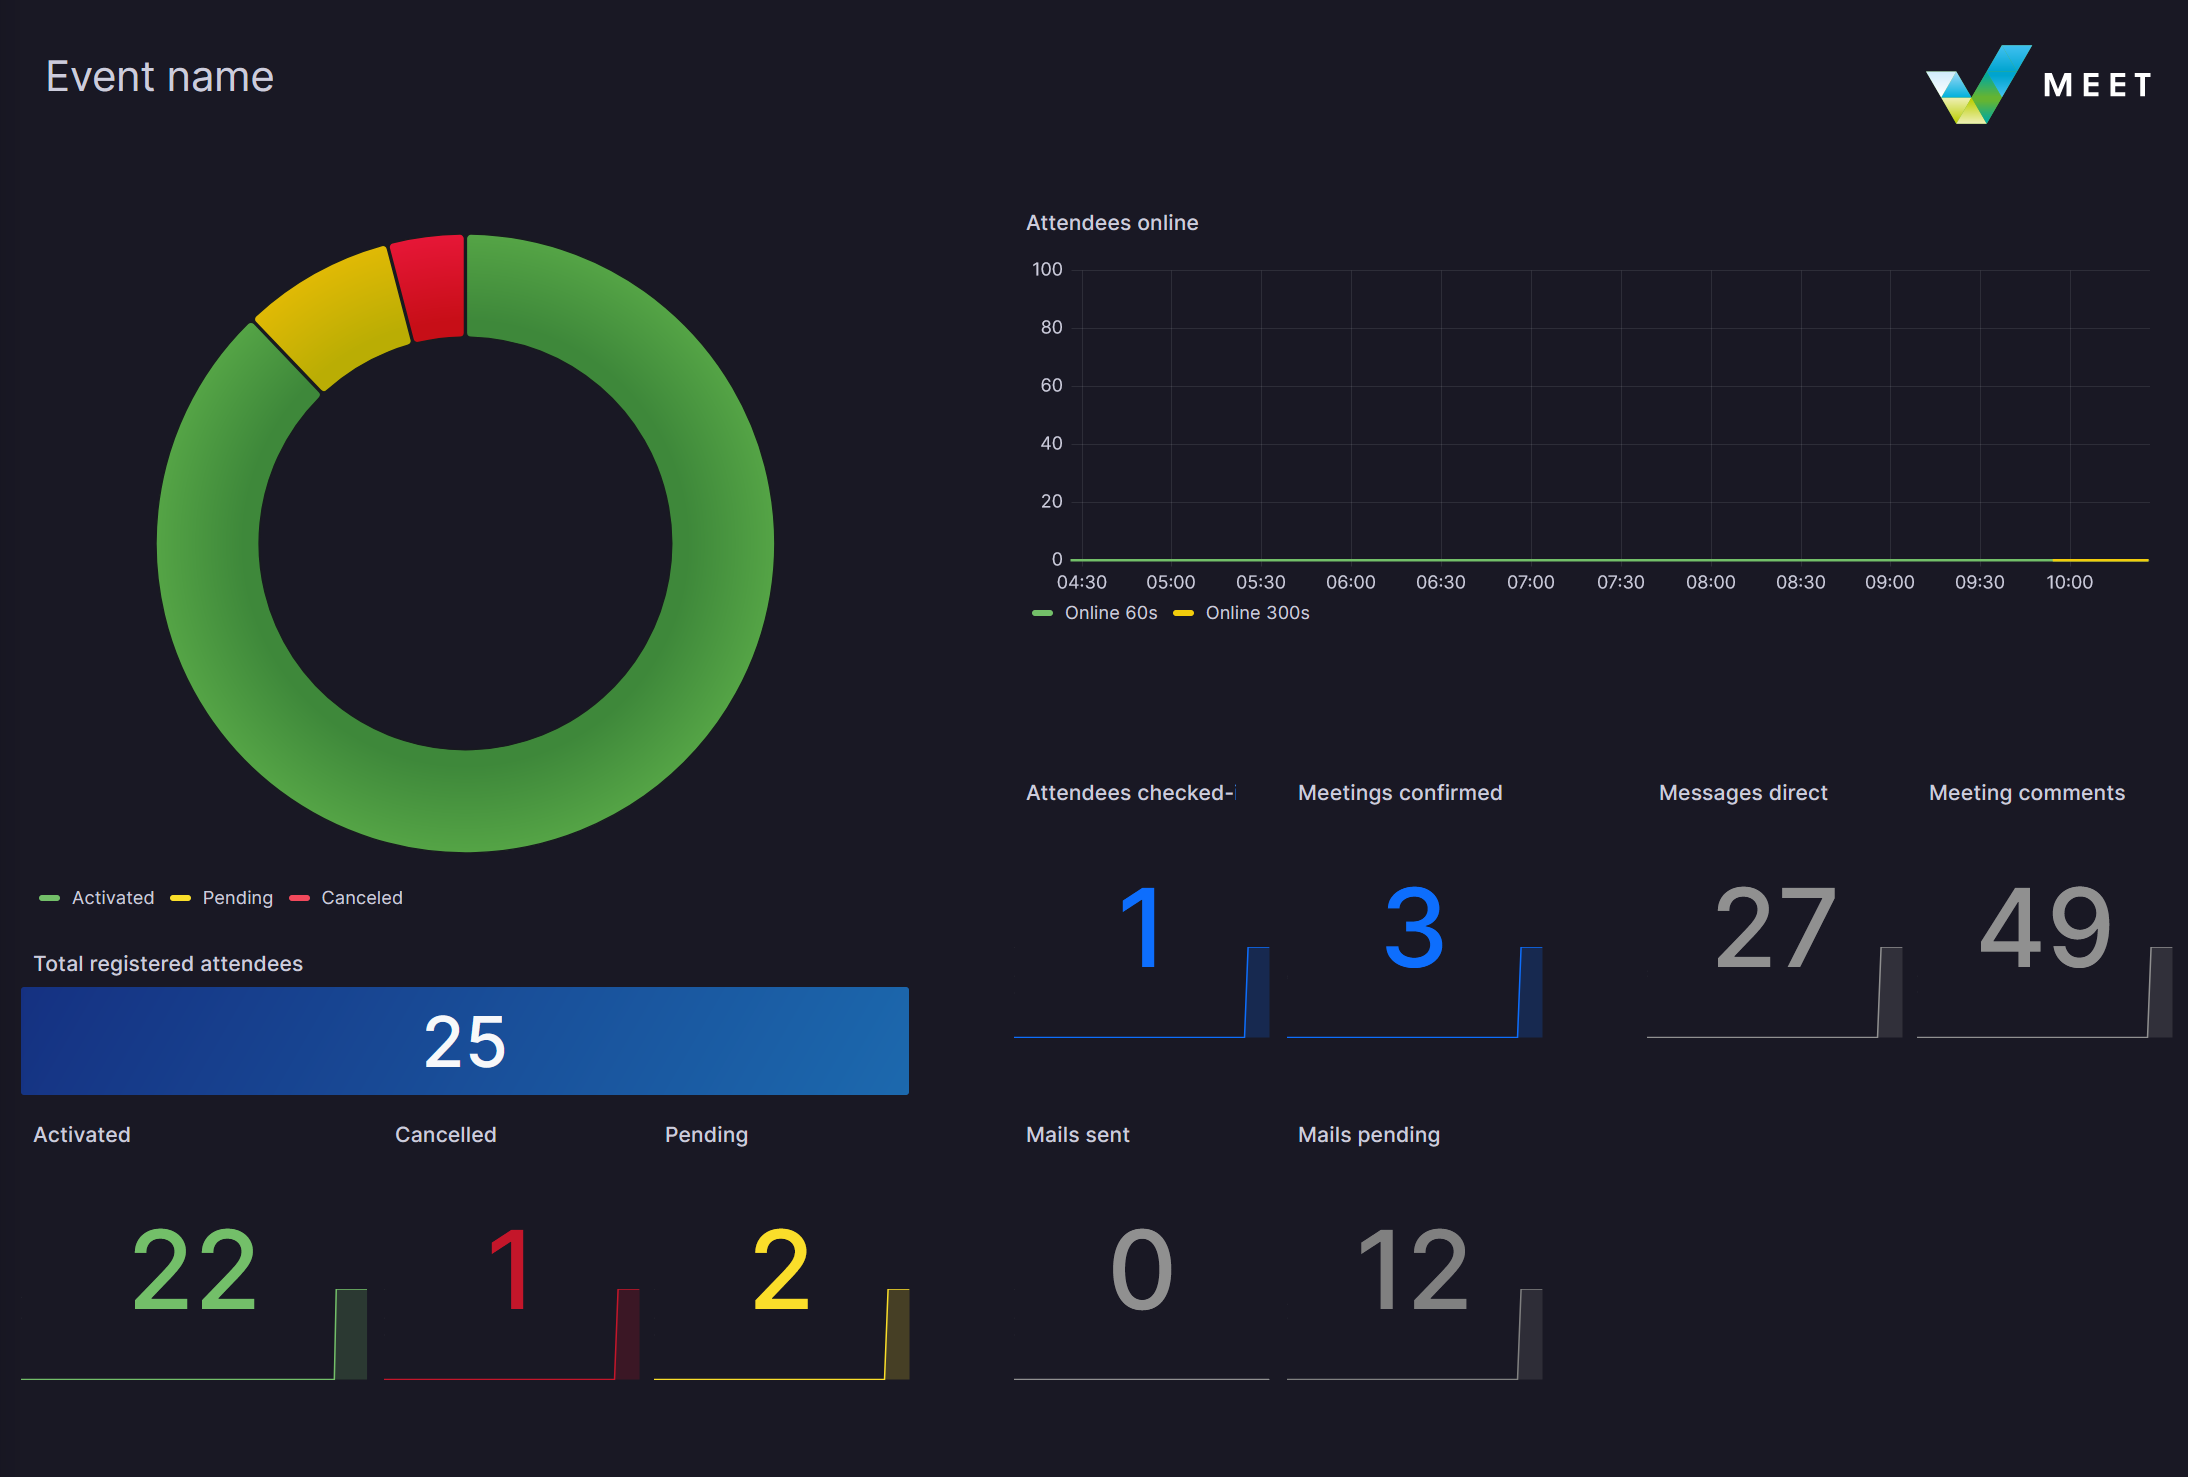 Event name
MEET
Activated Pending Canceled
Total registered attendees
25
Activated Cancelled Pending
22 1 2
Attendees online
100
80
60
40
20
0
04:30 05:00 05:30 06:00 06:30 07:00 07:30 08:00 08:30 09:00 09:30 10:00
Online 60s Online 300s
Attendees checked- Meetings confirmed Messages direct Meeting comments
1 3 27 49
Mails sent Mails pending
0 12